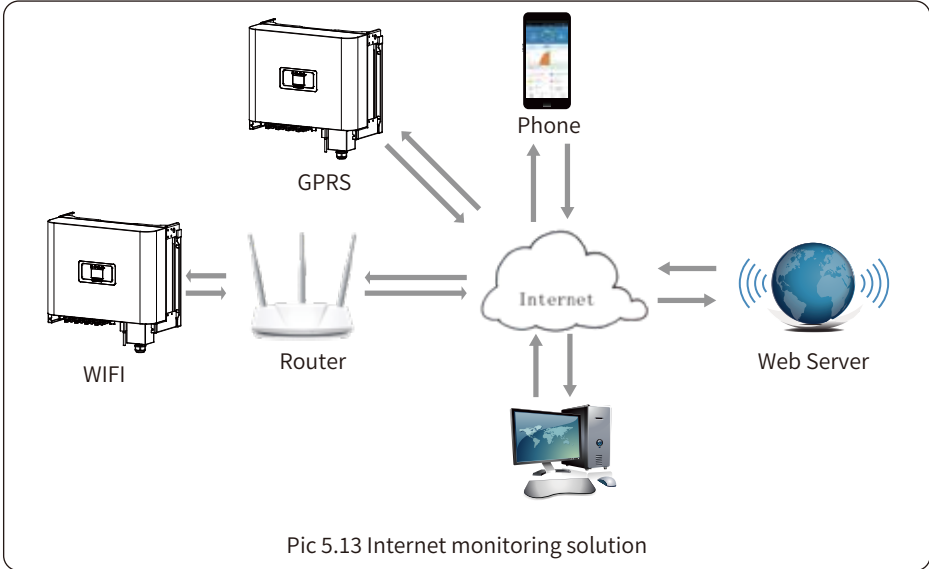 Phone
GPRS
Internet
WIFI
Router
Web Server
Pic 5.13 Internet monitoring solution